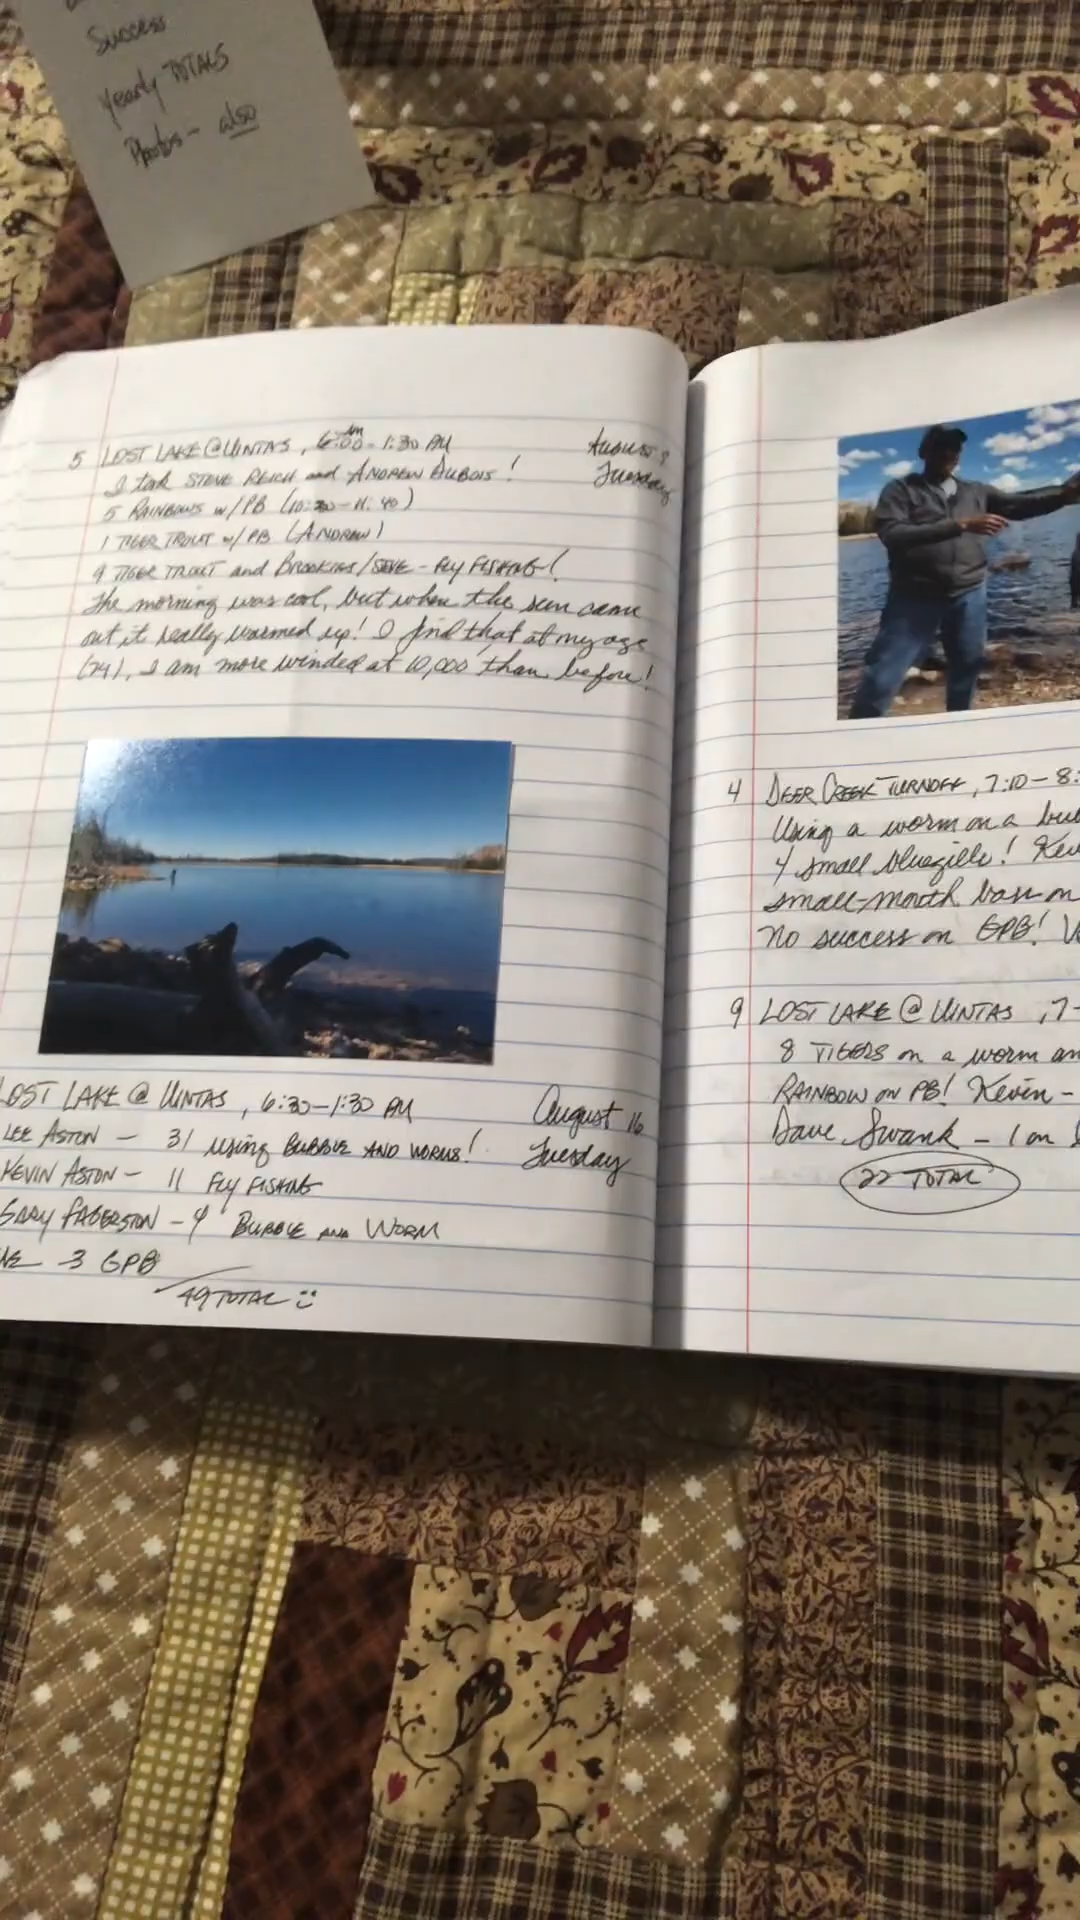 Success
Yearly TOTALS
Photos - also
5 LOST LAKE @ UINTAS, 6:00 AM - 1:30 PM
August 9
Tuesday
I took STEVE REICH and ANDREW DUBOIS!
5 RAINBOWS w/ PB (10:30 - 11:40)
1 TIGER TROUT w/ PB (ANDREW)
9 TIGER TROUT and BROOKIES/STEVE - FLY FISHING!
The morning was cool, but when the sun came
out it really warmed up! I find that at my age
(74), I am more winded at 10,000 than before!
LOST LAKE @ UINTAS, 6:30 - 1:30 PM
August 16
Tuesday
LEE ASTON - 31 using BUBBLE AND WORMS!
KEVIN ASTON - 11 FLY FISHING
GARY FAGERSTON - 4 BUBBLE AND WORM
3 GPB
49 TOTAL
4 DEER CREEK TURNOFF, 7:10 - 8:
Using a worm on a
4 small bluegills!
small-mouth bass on
NO success on GPB!
9 LOST LAKE @ UINTAS, 7-
8 TIGERS on a worm
RAINBOW on PB! Kevin -
Dave Swank - 1 on
22 TOTAL